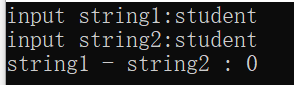 input string1:student
input string2:student
string1 - string2 : 0